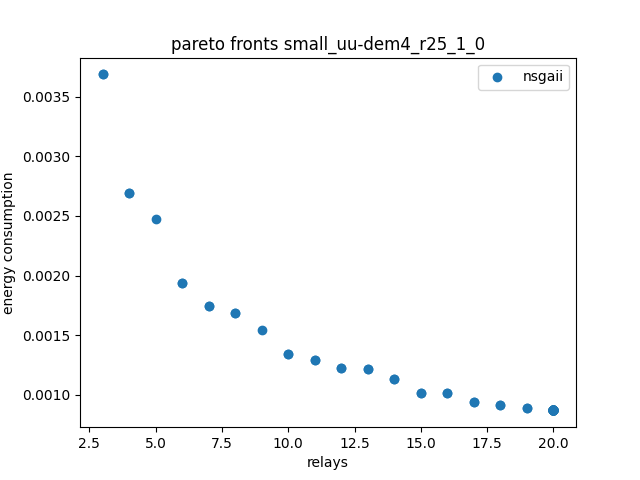 pareto fronts small_uu-dem4_r25_1_0
nsgaii
energy consumption
0.0035
0.0030
0.0025
0.0020
0.0015
0.0010
2.5 5.0 7.5 10.0 12.5 15.0 17.5 20.0
relays